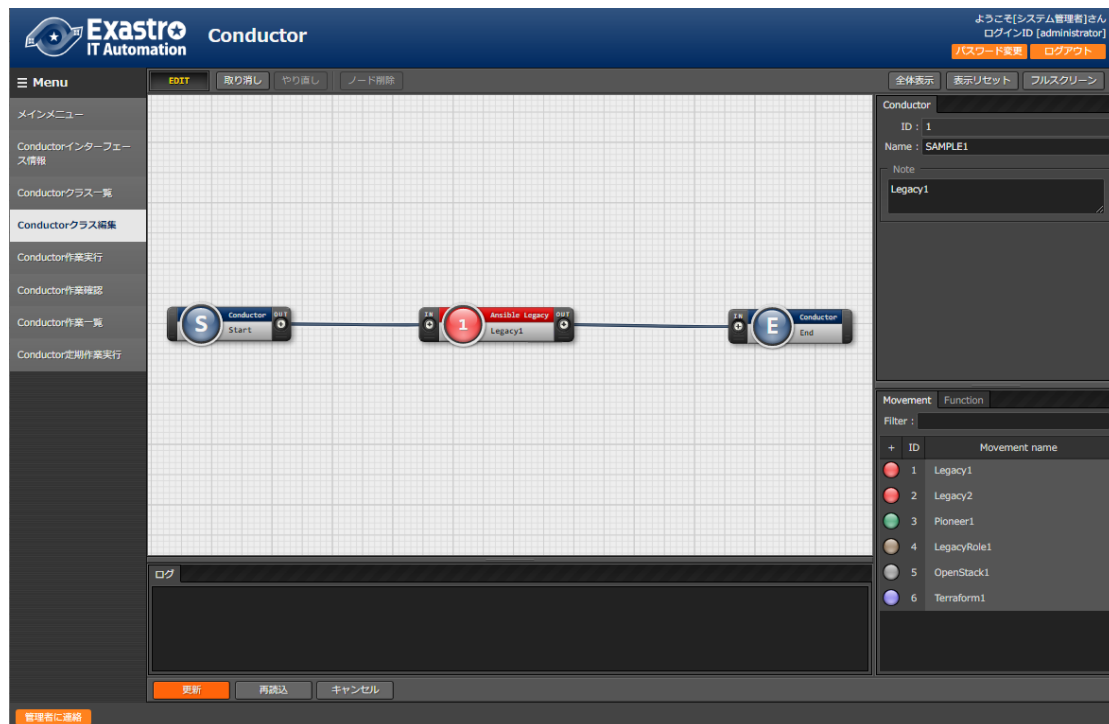 Exastro
IT Automation
Conductor
ようこそ[システム管理者]さん
ログインID [administrator]
パスワード変更
ログアウト
Menu
EDIT
取り消し
やり直し
ノード削除
全体表示
表示リセット
フルスクリーン
メインメニュー
Conductorインターフェー
ス情報
Conductorクラス一覧
Conductorクラス編集
Conductor作業実行
Conductor作業確認
Conductor作業一覧
Conductor定期作業実行
S
Conductor
Start
OUT
IN
1
Ansible Legacy
Legacy1
OUT
IN
E
Conductor
End
Conductor
ID : 1
Name : SAMPLE1
Note
Legacy1
Movement
Function
Filter :
+ ID Movement name
1 Legacy1
2 Legacy2
3 Pioneer1
4 LegacyRole1
5 OpenStack1
6 Terraform1
ログ
更新
再読込
キャンセル
管理者に連絡